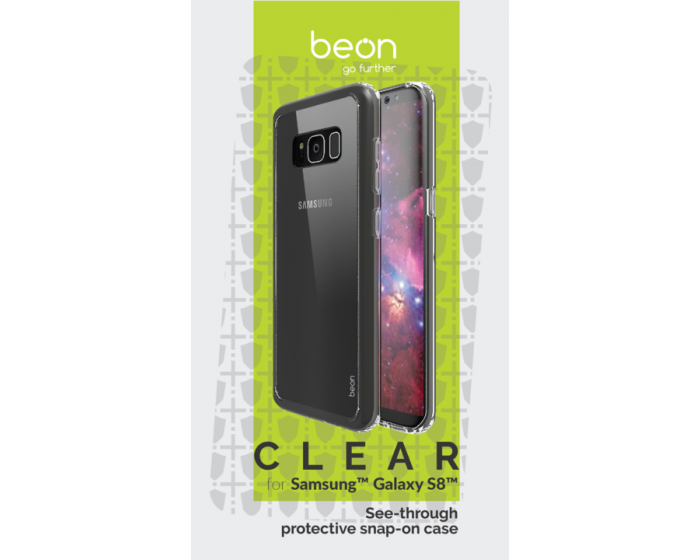 beon
go further
SAMSUNG
beon
CLEAR
for Samsung™ Galaxy S8™
See-through
protective snap-on case